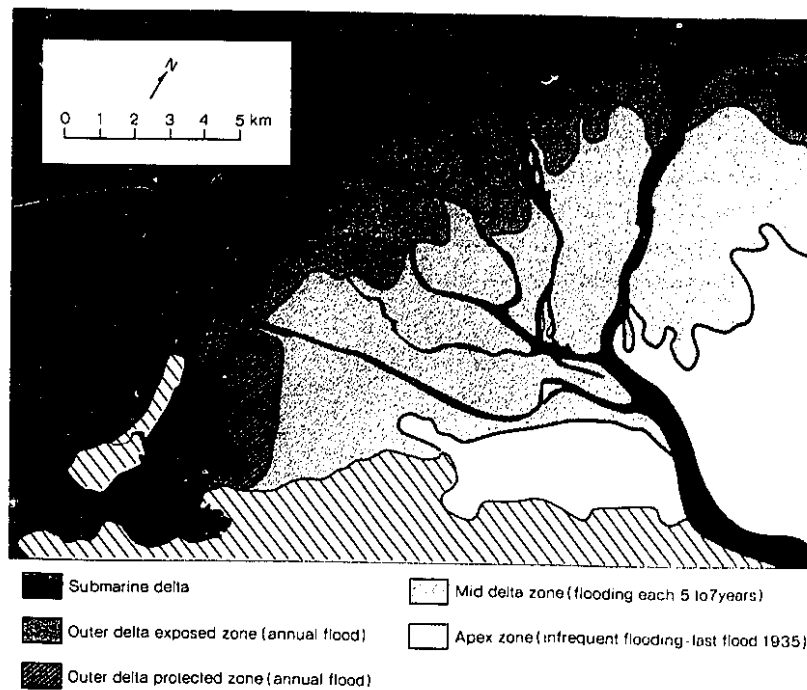 N
0 1 2 3 4 5 km
Submarine delta
Outer delta exposed zone (annual flood)
Outer delta protected zone (annual flood)
Mid delta zone (flooding each 5 to7years)
Apex zone (infrequent flooding-last flood 1935)